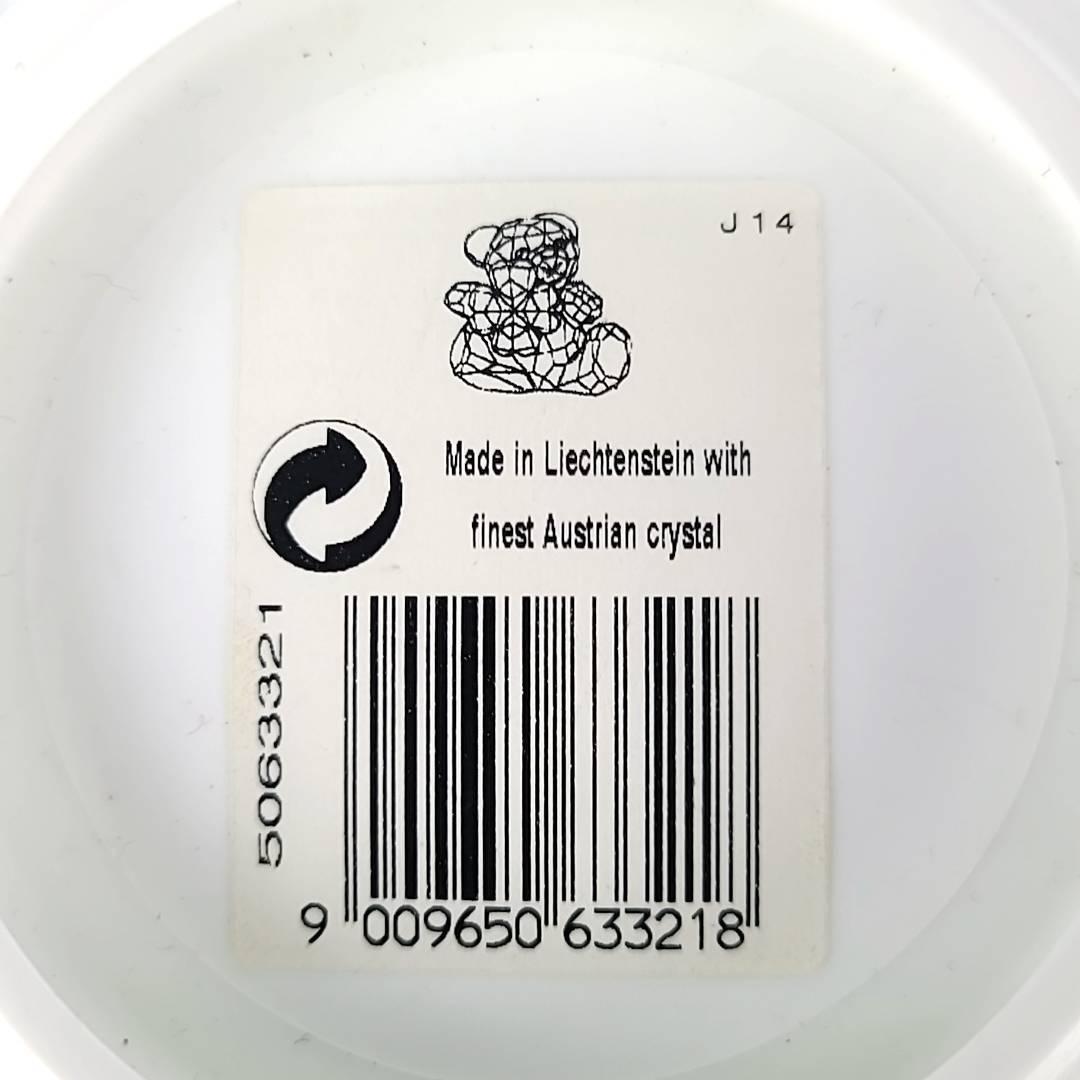 J 14
Made in Liechtenstein with
finest Austrian crystal
5063321
9 009650 633218